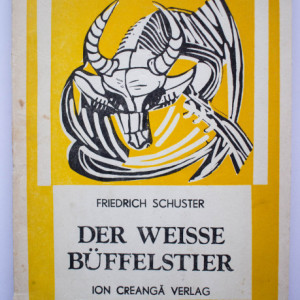 FRIEDRICH SCHUSTER
DER WEISSE
BÜFFELSTIER
ION CREANGĂ VERLAG